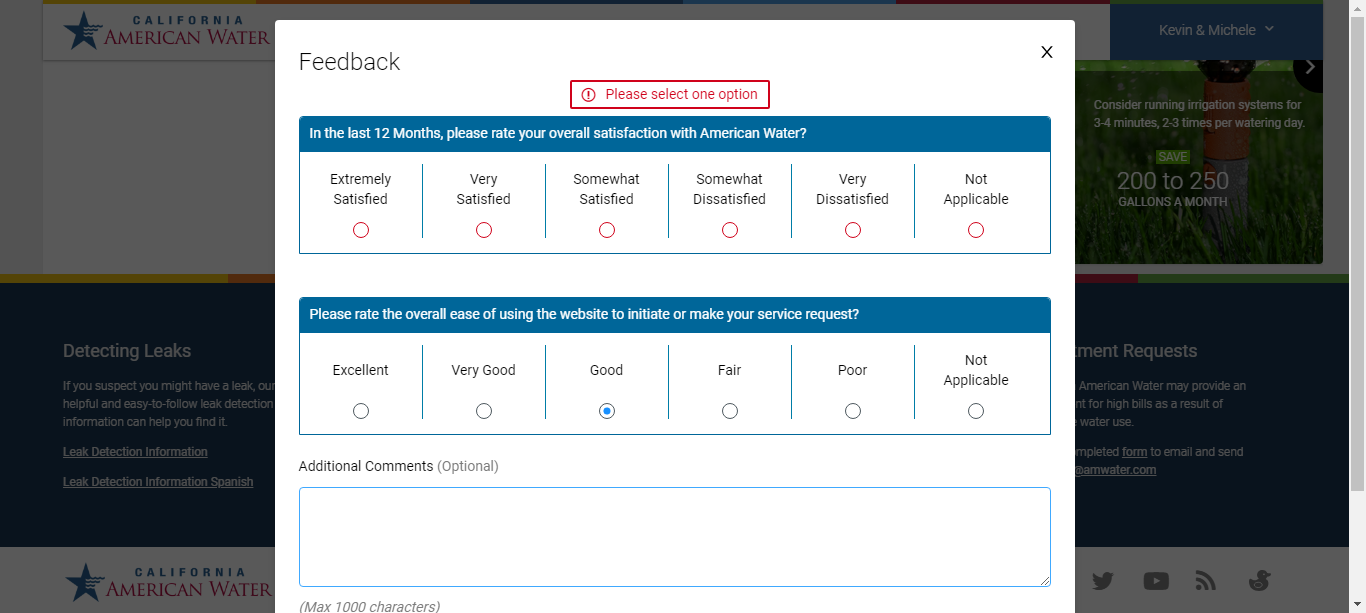 CALIFORNIA
AMERICAN WATER
Kevin & Michele
Feedback
X
Please select one option
In the last 12 Months, please rate your overall satisfaction with American Water?
Extremely Satisfied
Very Satisfied
Somewhat Satisfied
Somewhat Dissatisfied
Very Dissatisfied
Not Applicable
Consider running irrigation systems for
3-4 minutes, 2-3 times per watering day.
SAVE
200 to 250
GALLONS A MONTH
Please rate the overall ease of using the website to initiate or make your service request?
Excellent
Very Good
Good
Fair
Poor
Not Applicable
Additional Comments (Optional)
(Max 1000 characters)
Detecting Leaks
If you suspect you might have a leak, our
helpful and easy-to-follow leak detection
information can help you find it.
Leak Detection Information
Leak Detection Information Spanish
tment Requests
American Water may provide an
nt for high bills as a result of
water use.
mpleted form to email and send
@amwater.com
CALIFORNIA
AMERICAN WATER